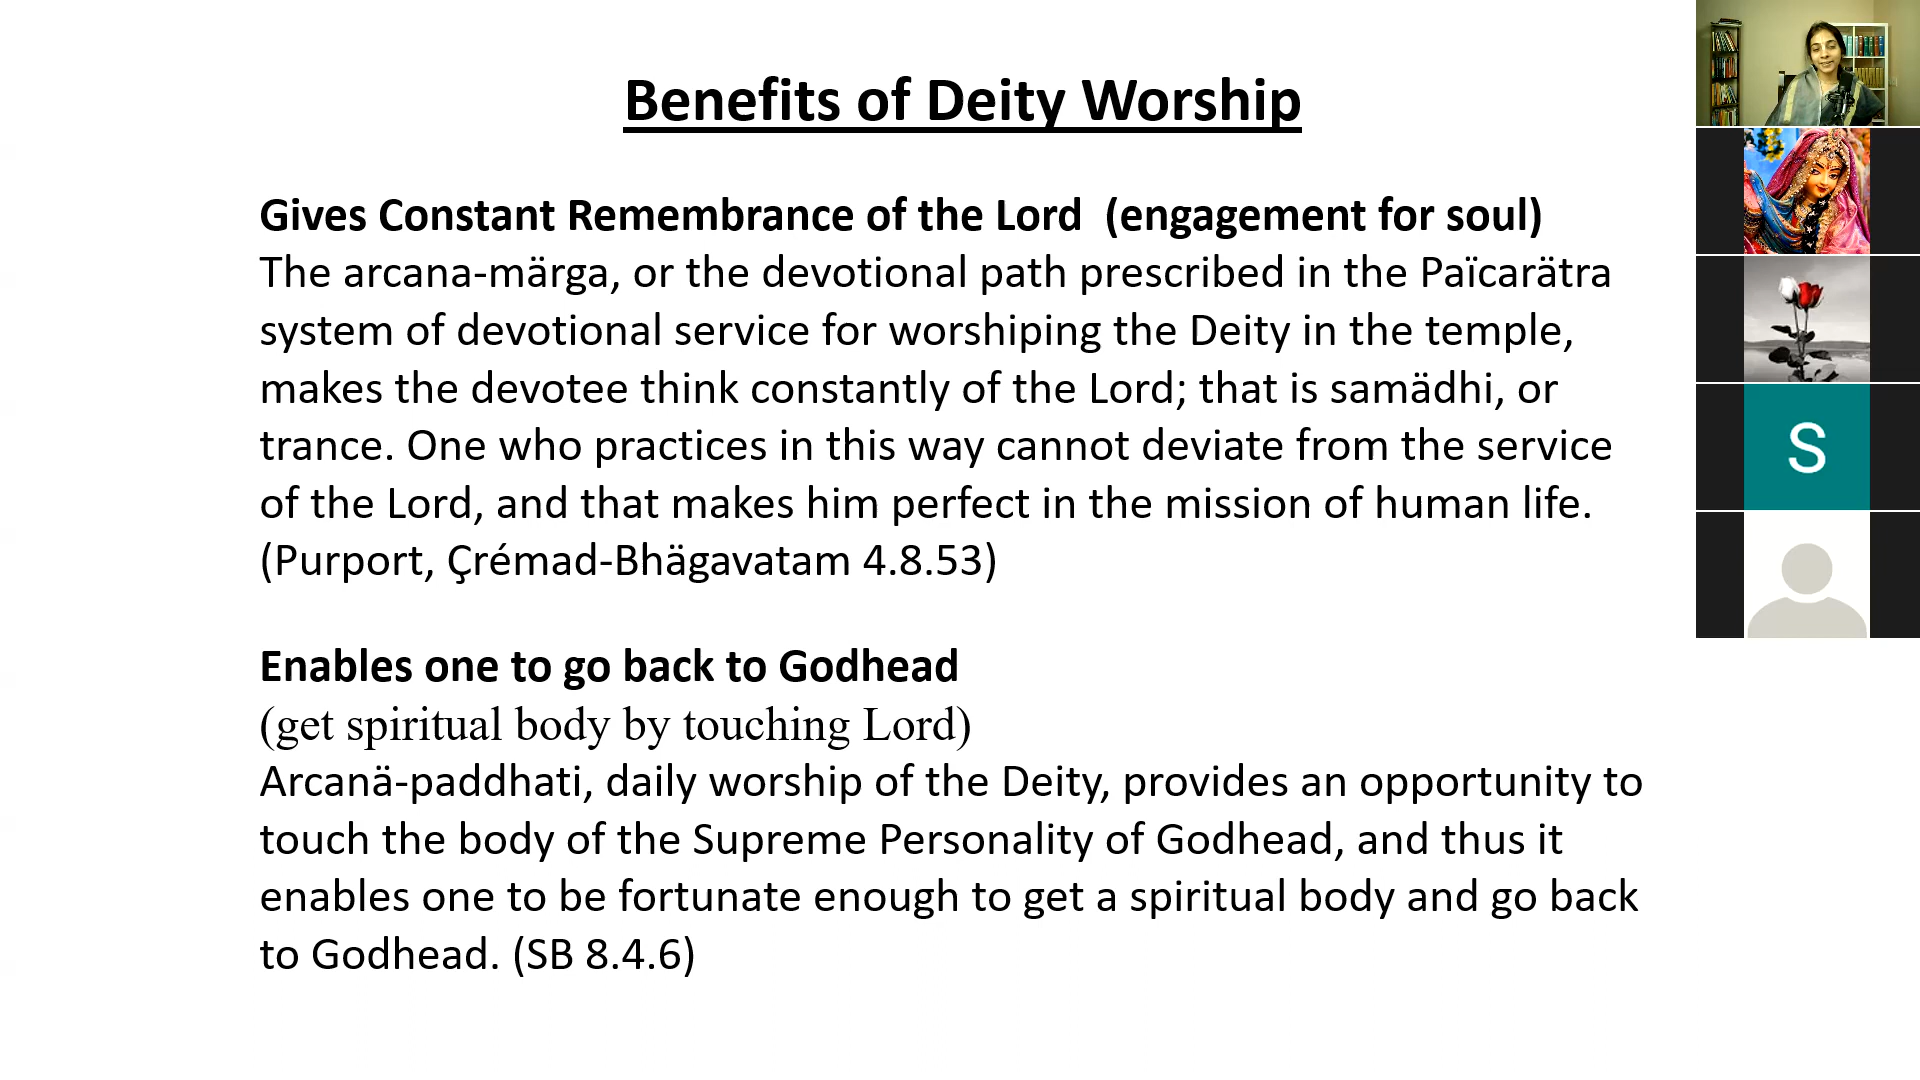 Benefits of Deity Worship
Gives Constant Remembrance of the Lord  (engagement for soul)
The arcana-märga, or the devotional path prescribed in the Païcarätra
system of devotional service for worshiping the Deity in the temple,
makes the devotee think constantly of the Lord; that is samädhi, or
trance. One who practices in this way cannot deviate from the service
of the Lord, and that makes him perfect in the mission of human life.
(Purport, Çrémad-Bhägavatam 4.8.53)
Enables one to go back to Godhead
(get spiritual body by touching Lord)
Arcanä-paddhati, daily worship of the Deity, provides an opportunity to
touch the body of the Supreme Personality of Godhead, and thus it
enables one to be fortunate enough to get a spiritual body and go back
to Godhead. (SB 8.4.6)
S